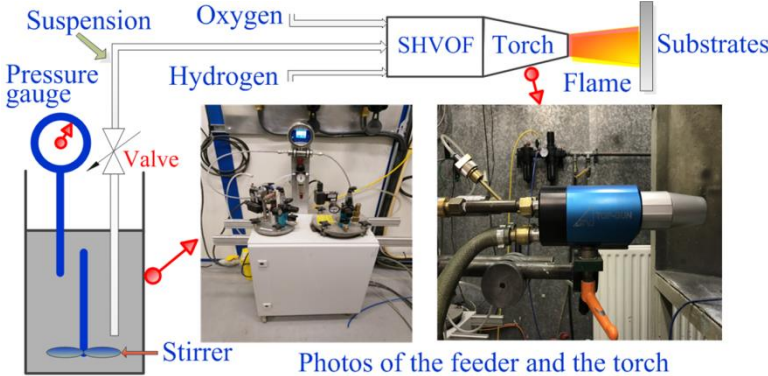 Oxygen
Suspension
SHVOF
Torch
Substrates
Hydrogen
Flame
Pressure
gauge
Valve
Stirrer
Photos of the feeder and the torch